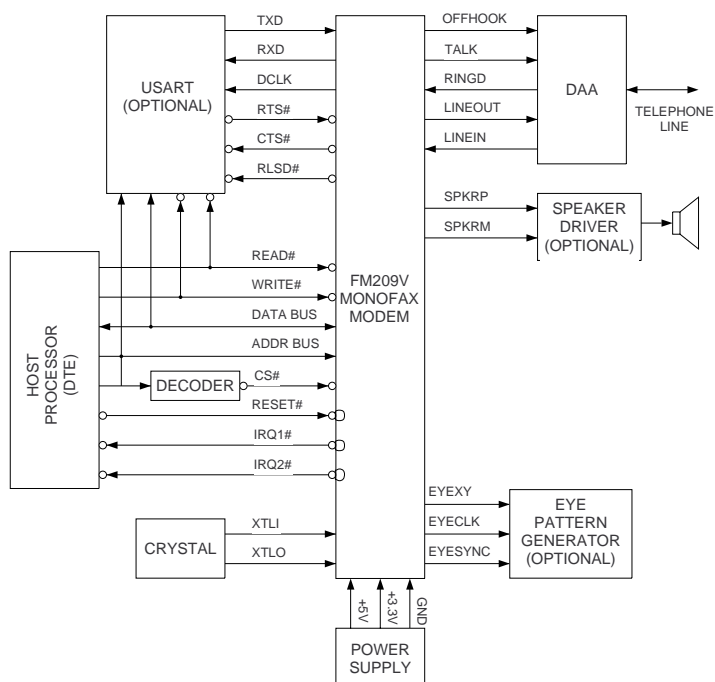 TXD
RXD
DCLK
RTS#
CTS#
RLSD#
USART
(OPTIONAL)
OFFHOOK
TALK
RINGD
LINEOUT
LINEIN
DAA
TELEPHONE
LINE
SPKRP
SPKRM
SPEAKER
DRIVER
(OPTIONAL)
FM209V
MONOFAX
MODEM
HOST
PROCESSOR
(DTE)
READ#
WRITE#
DATA BUS
ADDR BUS
DECODER
CS#
RESET#
IRQ1#
IRQ2#
CRYSTAL
XTLI
XTLO
EYEXY
EYECLK
EYESYNC
EYE
PATTERN
GENERATOR
(OPTIONAL)
+5V
+3.3V
GND
POWER
SUPPLY